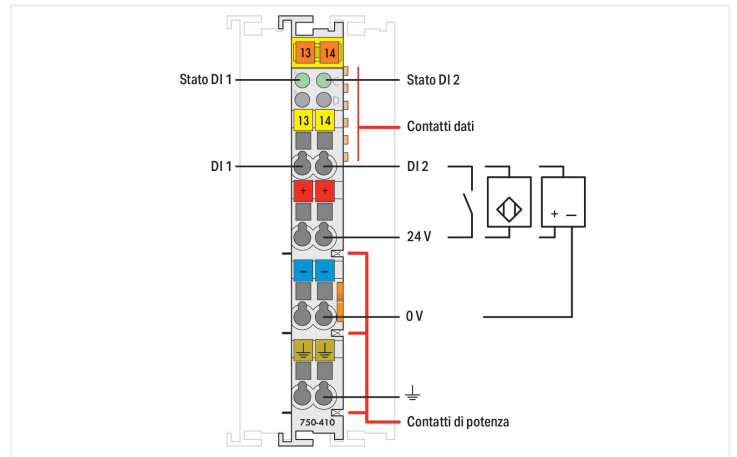 13 14
Stato DI 1
C
Stato DI 2
D
13 14
Contatti dati
DI 1
DI 2
+ +
+ −
24 V
− −
0 V
750-410
Contatti di potenza